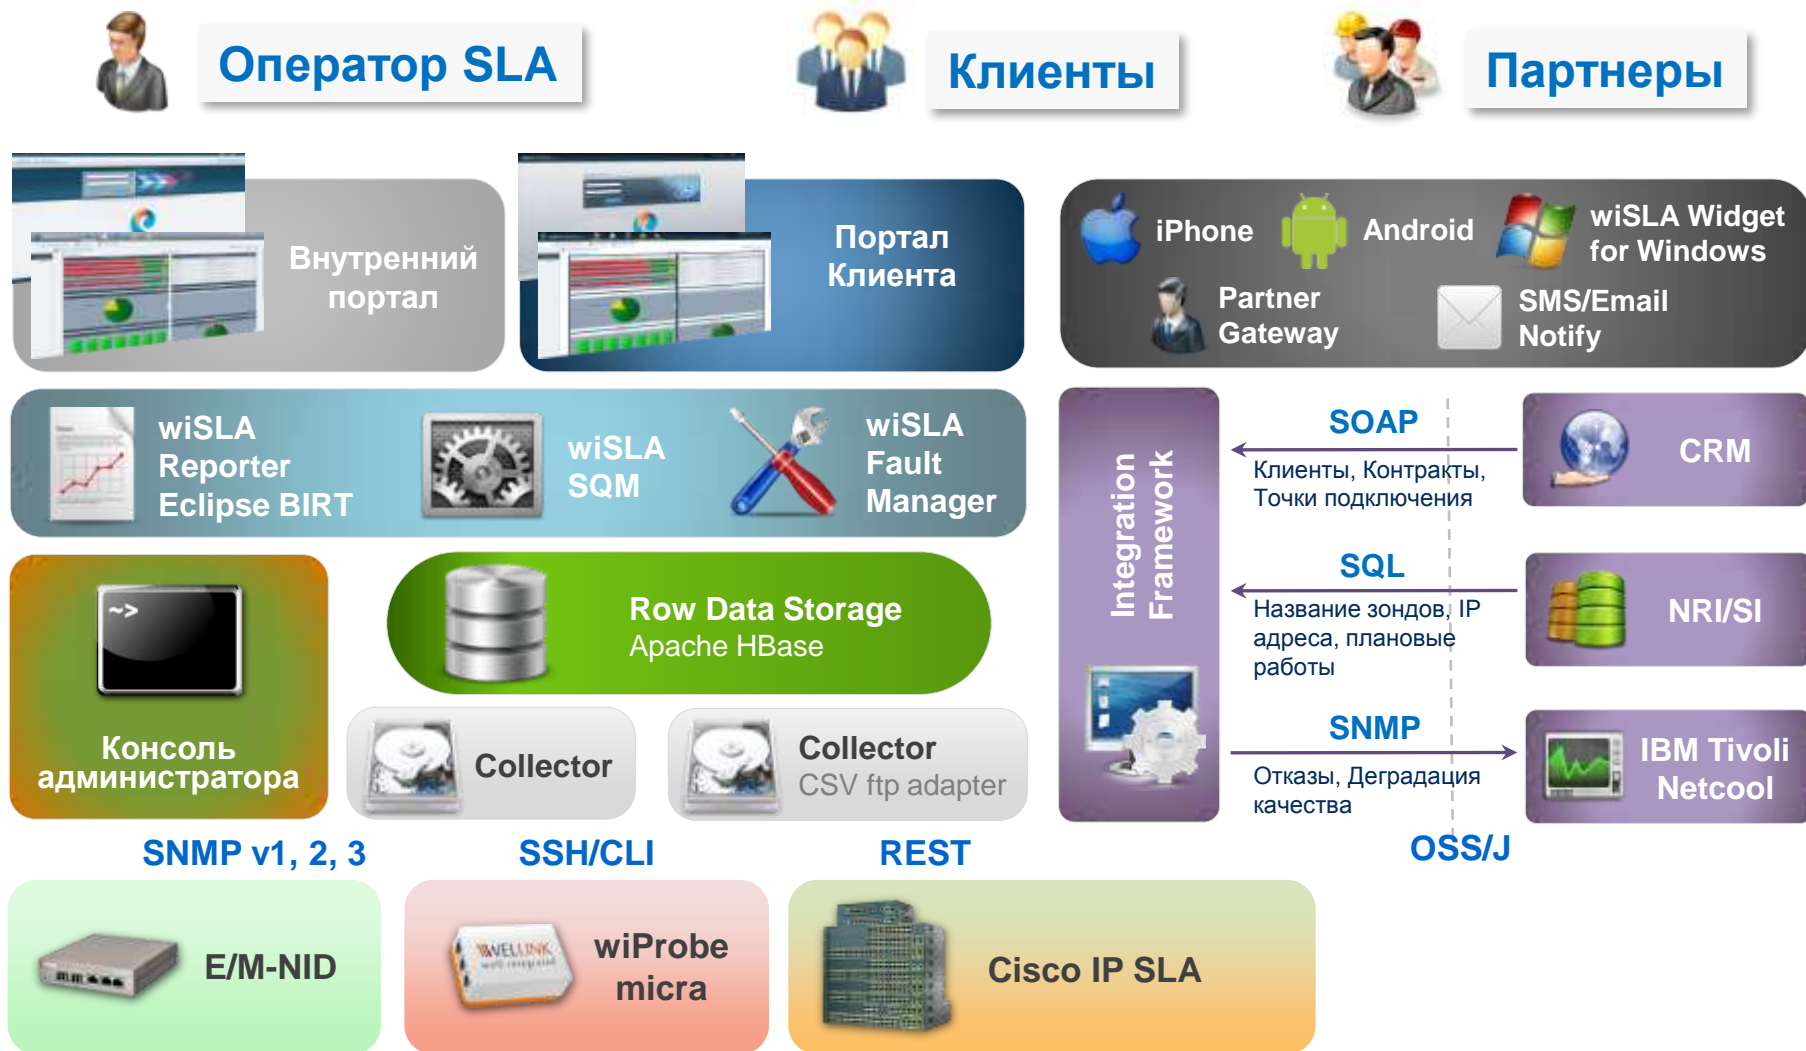 Оператор SLA
Клиенты
Партнеры
Внутренний
портал
Портал
Клиента
iPhone
Android
wiSLA Widget
for Windows
Partner
Gateway
SMS/Email
Notify
wiSLA
Reporter
Eclipse BIRT
wiSLA
SQM
wiSLA
Fault
Manager
Integration
Framework
SOAP
Клиенты, Контракты,
Точки подключения
CRM
SQL
Название зондов, IP
адреса, плановые
работы
NRI/SI
SNMP
Отказы, Деградация
качества
IBM Tivoli
Netcool
OSS/J
~>
Консоль
администратора
Row Data Storage
Apache HBase
Collector
Collector
CSV ftp adapter
SNMP v1, 2, 3
SSH/CLI
REST
E/M-NID
WELLINK
well integrated
wiProbe
micra
Cisco IP SLA